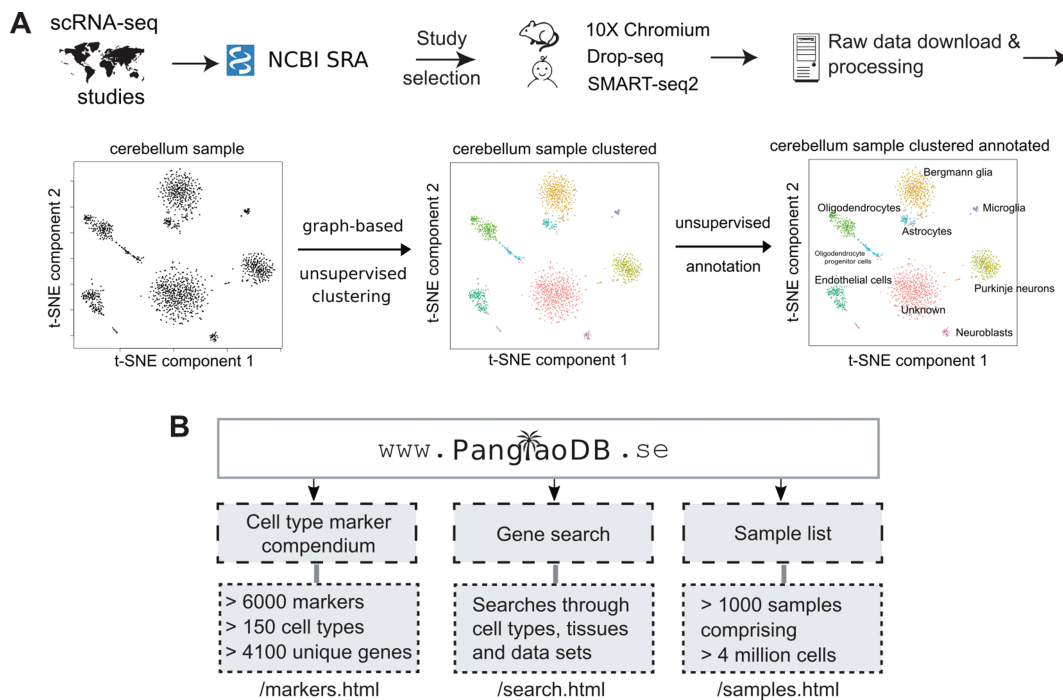 A
scRNA-seq
studies
NCBI SRA
Study
selection
10X Chromium
Drop-seq
SMART-seq2
Raw data download &
processing
cerebellum sample
t-SNE component 2
t-SNE component 1
graph-based
unsupervised
clustering
cerebellum sample clustered
t-SNE component 2
t-SNE component 1
unsupervised
annotation
cerebellum sample clustered annotated
t-SNE component 2
Bergmann glia
Oligodendrocytes
Microglia
Astrocytes
Oligodendrocyte
progenitor cells
Endothelial cells
Purkinje neurons
Unknown
Neuroblasts
t-SNE component 1
B
www.PanglaoDB.se
Cell type marker
compendium
Gene search
Sample list
> 6000 markers
> 150 cell types
> 4100 unique genes
Searches through
cell types, tissues
and data sets
> 1000 samples
comprising
> 4 million cells
/markers.html
/search.html
/samples.html